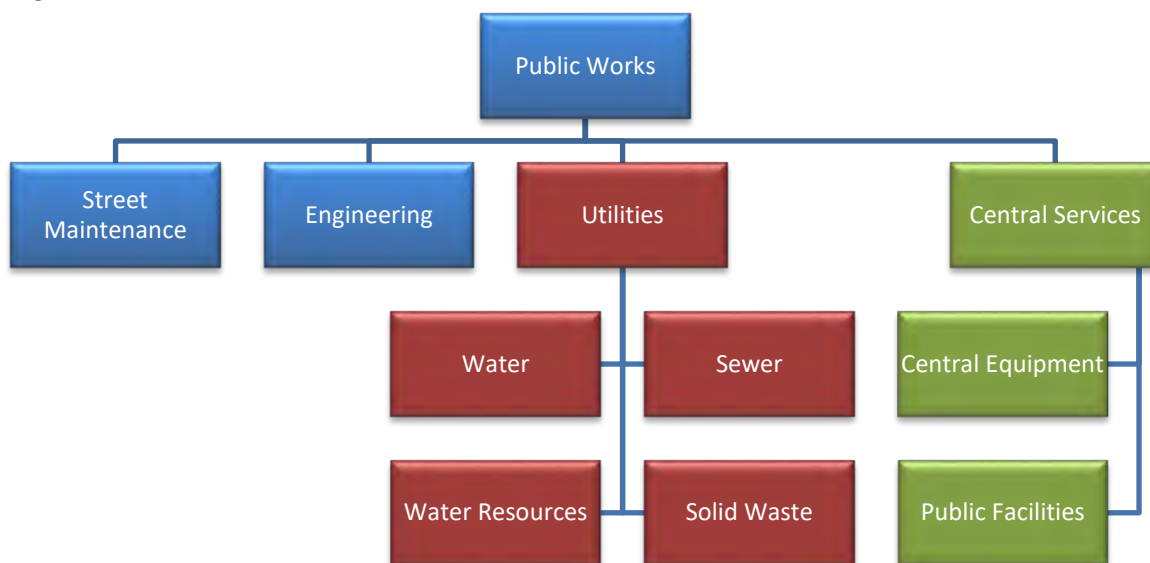 Public Works
Street
Maintenance
Engineering
Utilities
Central Services
Water
Sewer
Central Equipment
Water Resources
Solid Waste
Public Facilities